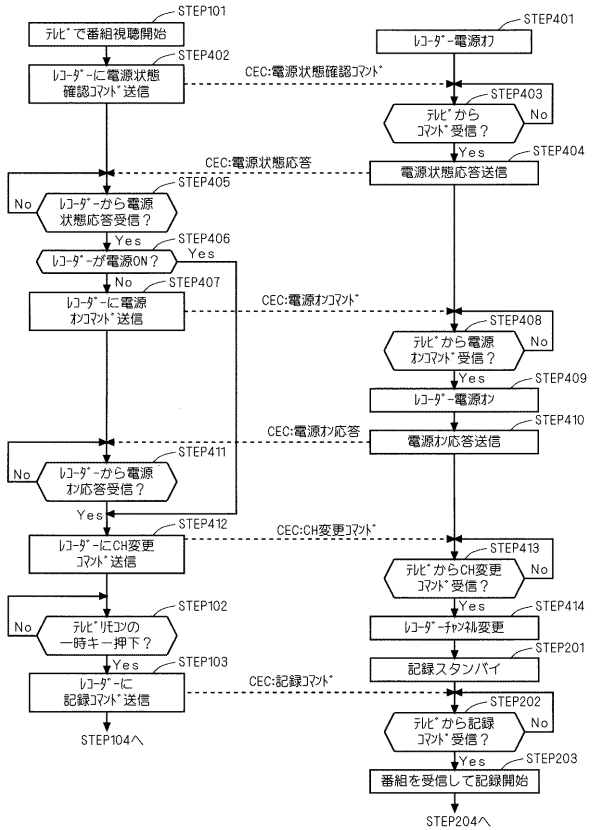 STEP101
テレビで番組視聴開始
STEP401
レコーダー電源オフ
STEP402
レコーダーに電源状態
確認コマンド送信
CEC:電源状態確認コマンド
STEP403
テレビから
コマンド受信?
No
Yes
STEP404
電源状態応答送信
CEC:電源状態応答
STEP405
レコーダーから電源
状態応答受信?
No
Yes
STEP406
レコーダーが電源ON?
Yes
No
STEP407
レコーダーに電源
オンコマンド送信
CEC:電源オンコマンド
STEP408
テレビから電源
オンコマンド受信?
No
Yes
STEP409
レコーダー電源オン
STEP410
電源オン応答送信
CEC:電源オン応答
STEP411
レコーダーから電源
オン応答受信?
No
Yes
STEP412
レコーダーにCH変更
コマンド送信
CEC:CH変更コマンド
STEP413
テレビからCH変更
コマンド受信?
No
Yes
STEP414
レコーダーチャンネル変更
STEP102
テレビリモコンの
一時キー押下?
No
Yes
STEP201
記録スタンバイ
STEP103
レコーダーに
記録コマンド送信
CEC:記録コマンド
STEP202
テレビから記録
コマンド受信?
No
Yes
STEP104へ
STEP203
番組を受信して記録開始
STEP204へ